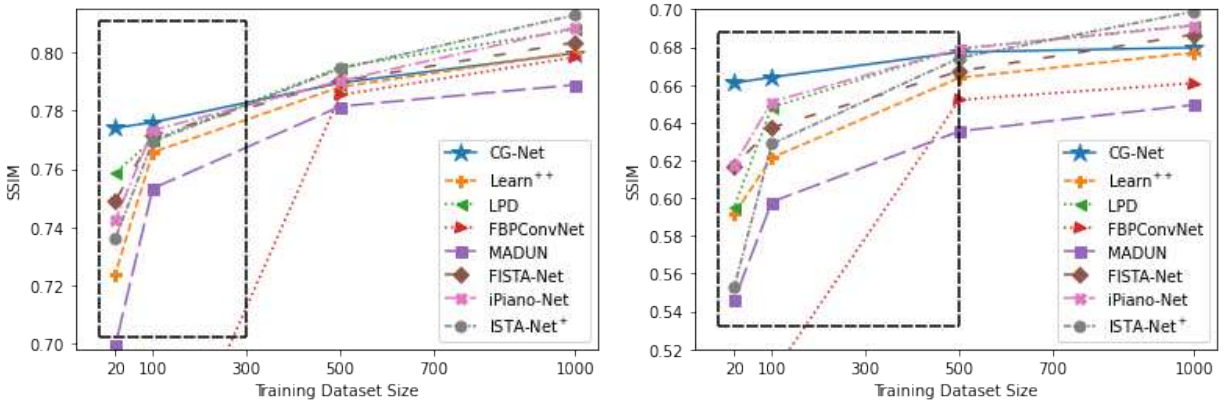 SSIM
0.80
0.78
0.76
0.74
0.72
0.70
20 100 300 500 700 1000
Training Dataset Size
CG-Net
Learn++
LPD
FBPConvNet
MADUN
FISTA-Net
iPiano-Net
ISTA-Net+
SSIM
0.70
0.68
0.66
0.64
0.62
0.60
0.58
0.56
0.54
0.52
20 100 300 500 700 1000
Training Dataset Size
CG-Net
Learn++
LPD
FBPConvNet
MADUN
FISTA-Net
iPiano-Net
ISTA-Net+